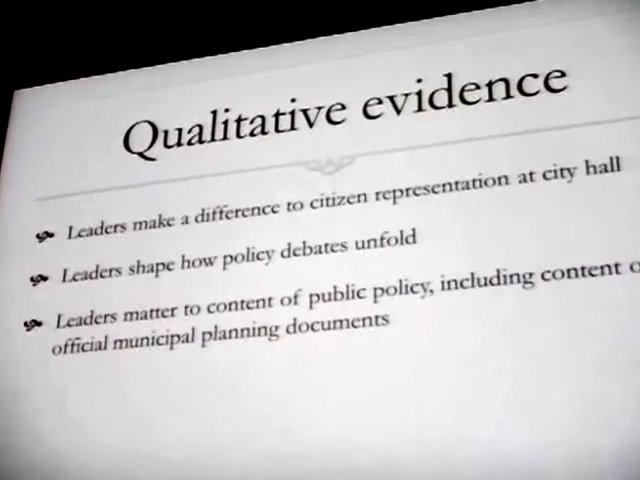 Qualitative evidence
Leaders make a difference to citizen representation at city hall
Leaders shape how policy debates unfold
Leaders matter to content of public policy, including content
official municipal planning documents